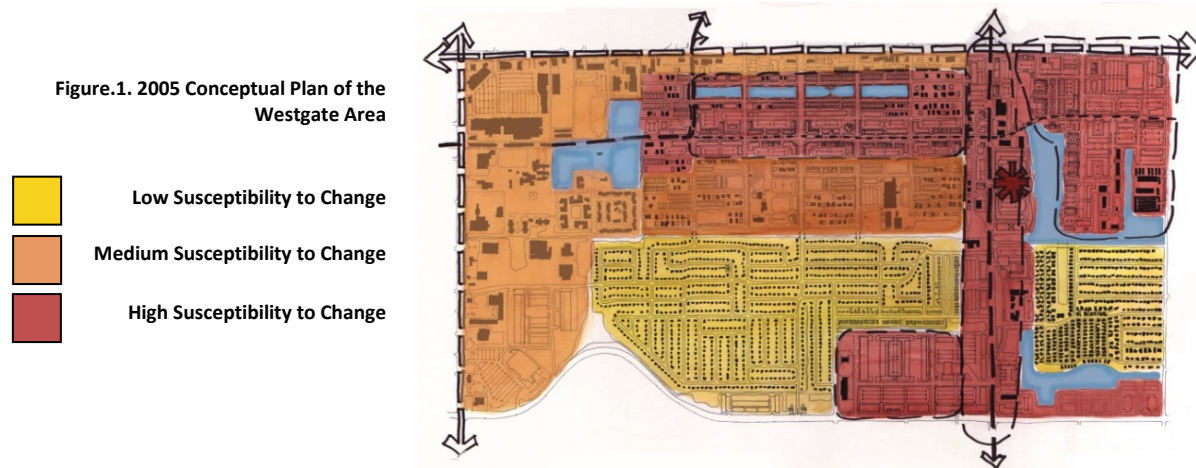 Figure.1. 2005 Conceptual Plan of the
Westgate Area
Low Susceptibility to Change
Medium Susceptibility to Change
High Susceptibility to Change